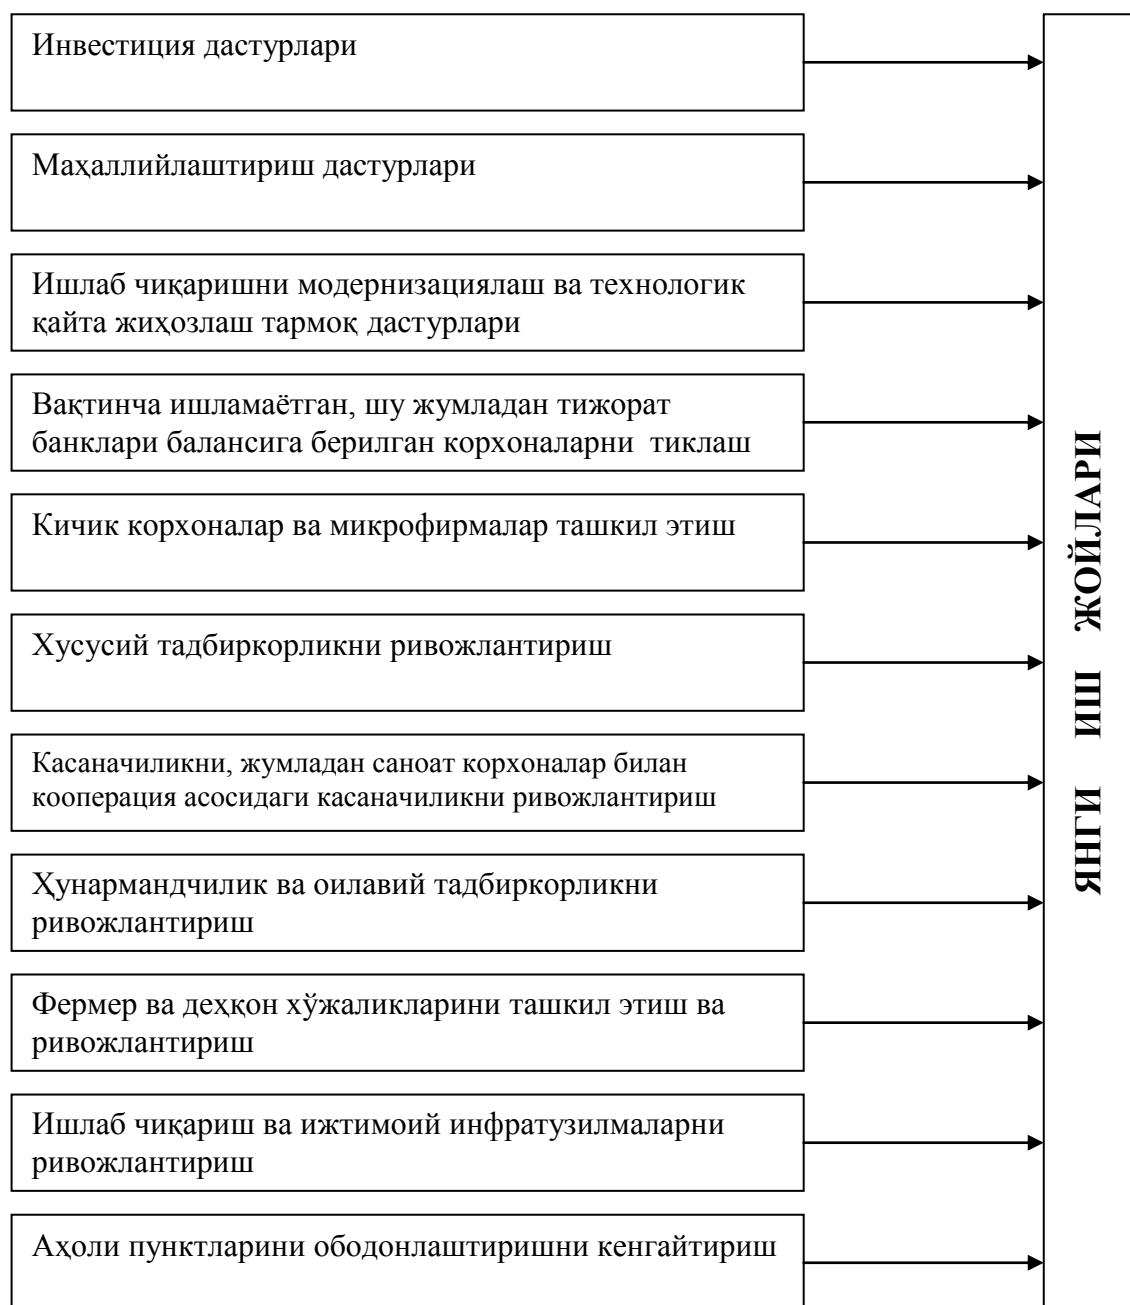 Инвестиция дастурлари
Маҳаллийлаштириш дастурлари
Ишлаб чиқаришни модернизациялаш ва технологик
қайта жиҳозлаш тармоқ дастурлари
Вақтинча ишламаётган, шу жумладан тижорат
банклари балансига берилган корхоналарни тиклаш
Кичик корхоналар ва микрофирмалар ташкил этиш
Хусусий тадбиркорликни ривожлантириш
Касаначиликни, жумладан саноат корхоналар билан
кооперация асосидаги касаначиликни ривожлантириш
Ҳунармандчилик ва оилавий тадбиркорликни
ривожлантириш
Фермер ва деҳқон хўжаликларини ташкил этиш ва
ривожлантириш
Ишлаб чиқариш ва ижтимоий инфратузилмаларни
ривожлантириш
Аҳоли пунктларини ободонлаштиришни кенгайтириш
ЯНГИ ИШ ЖОЙЛАРИ